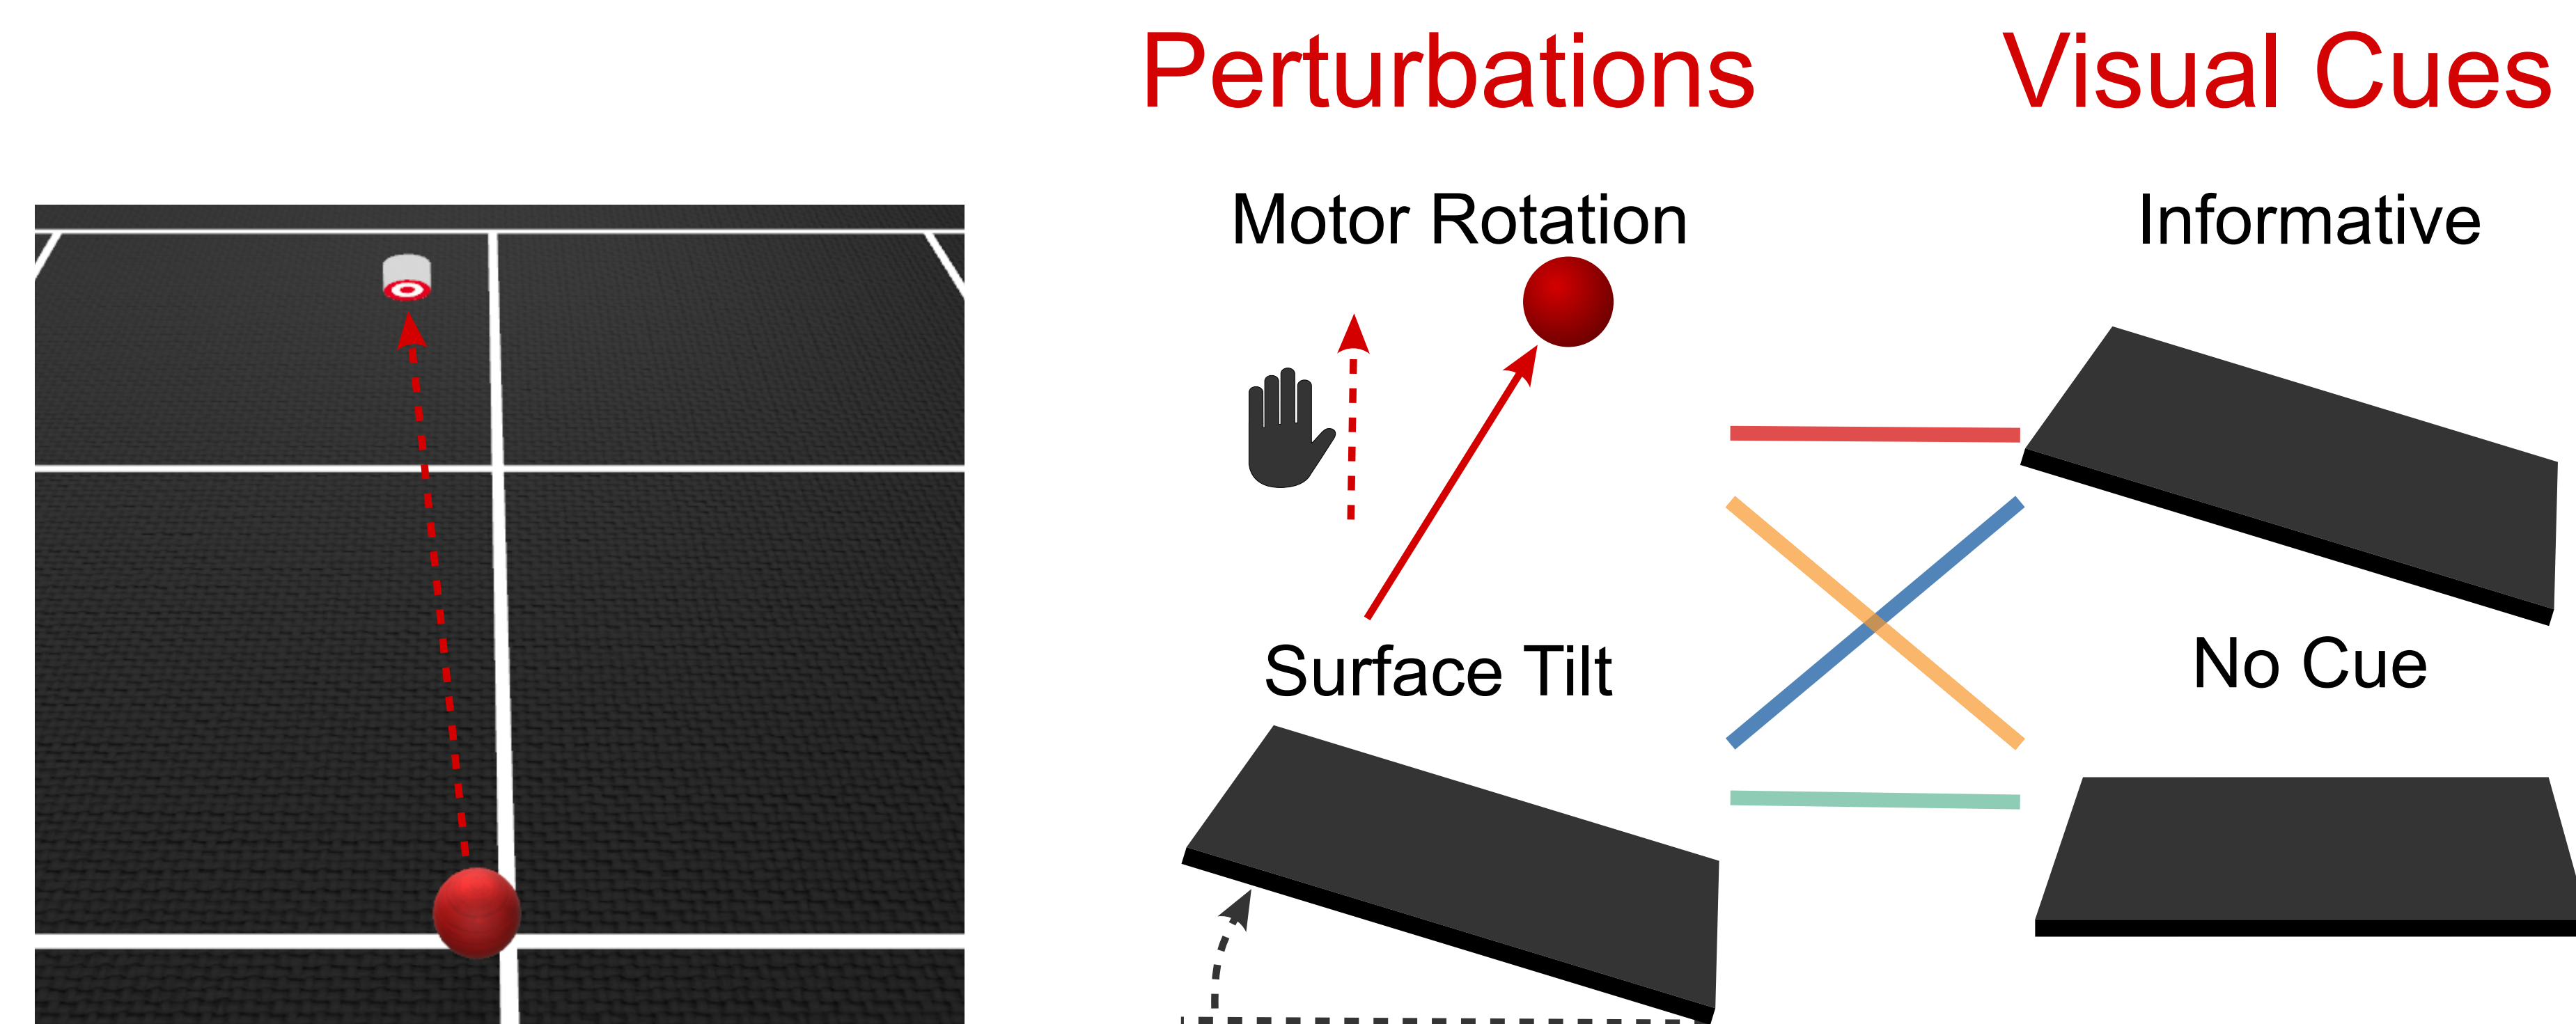 Perturbations
Visual Cues
Motor Rotation
Informative
Surface Tilt
No Cue